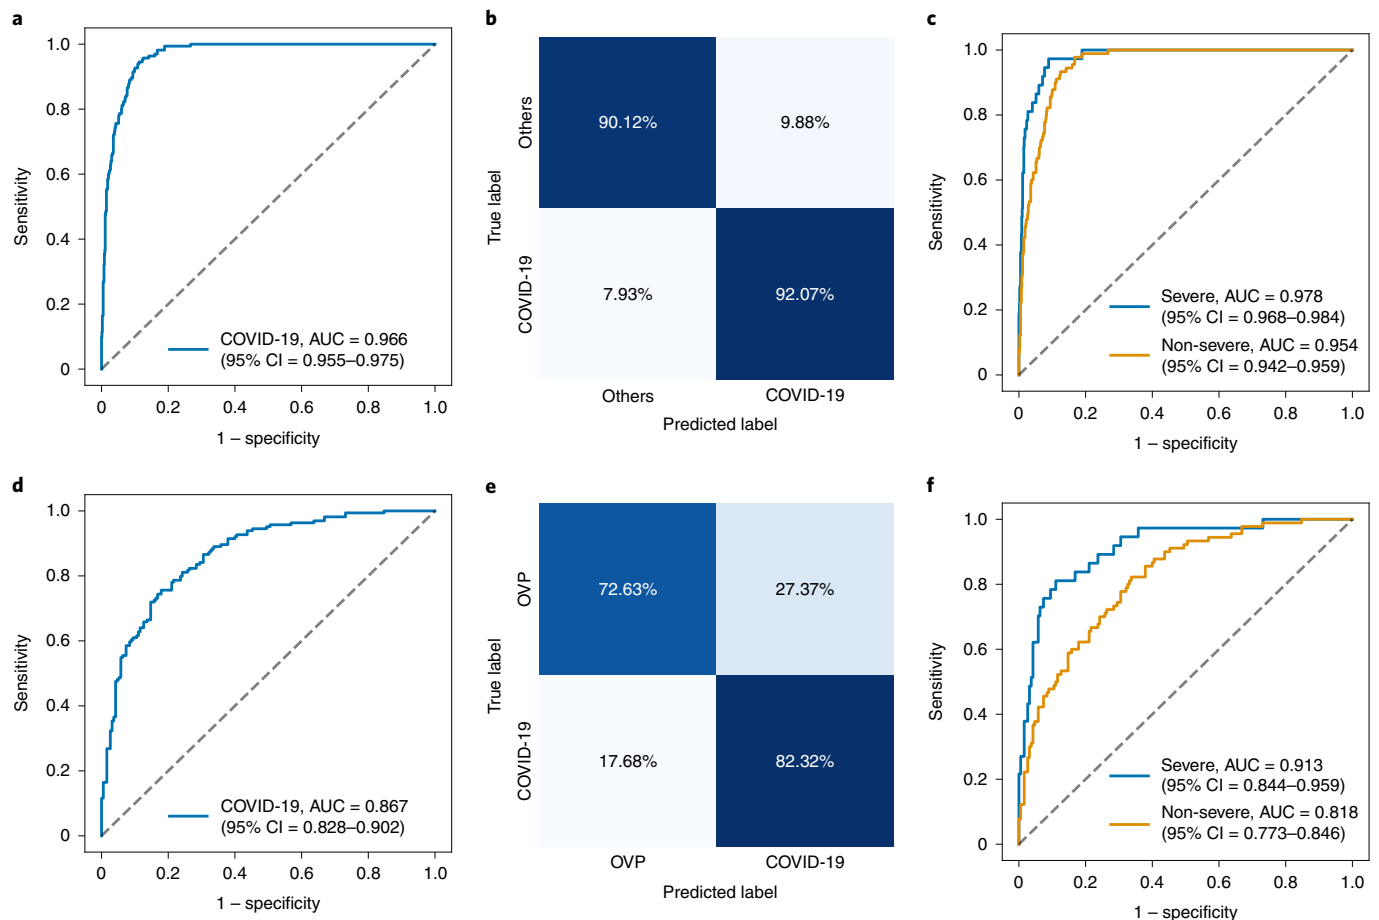 a
1.0
0.8
0.6
0.4
0.2
0
Sensitivity
COVID-19, AUC = 0.966
(95% CI = 0.955–0.975)
0 0.2 0.4 0.6 0.8 1.0
1 – specificity
b
True label
Others
COVID-19
90.12% 9.88%
7.93% 92.07%
Others COVID-19
Predicted label
c
1.0
0.8
0.6
0.4
0.2
0
Sensitivity
Severe, AUC = 0.978
(95% CI = 0.968–0.984)
Non-severe, AUC = 0.954
(95% CI = 0.942–0.959)
0 0.2 0.4 0.6 0.8 1.0
1 – specificity
d
1.0
0.8
0.6
0.4
0.2
0
Sensitivity
COVID-19, AUC = 0.867
(95% CI = 0.828–0.902)
0 0.2 0.4 0.6 0.8 1.0
1 – specificity
e
True label
OVP
COVID-19
72.63% 27.37%
17.68% 82.32%
OVP COVID-19
Predicted label
f
1.0
0.8
0.6
0.4
0.2
0
Sensitivity
Severe, AUC = 0.913
(95% CI = 0.844–0.959)
Non-severe, AUC = 0.818
(95% CI = 0.773–0.846)
0 0.2 0.4 0.6 0.8 1.0
1 – specificity